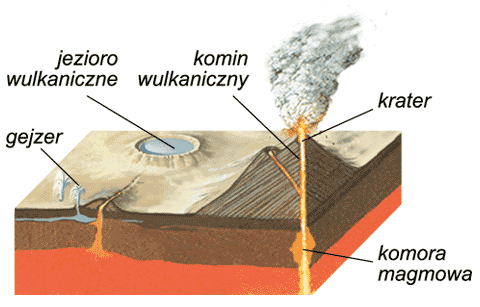 jezioro
wulkaniczne
komin
wulkaniczny
krater
gejzer
komora
magmowa